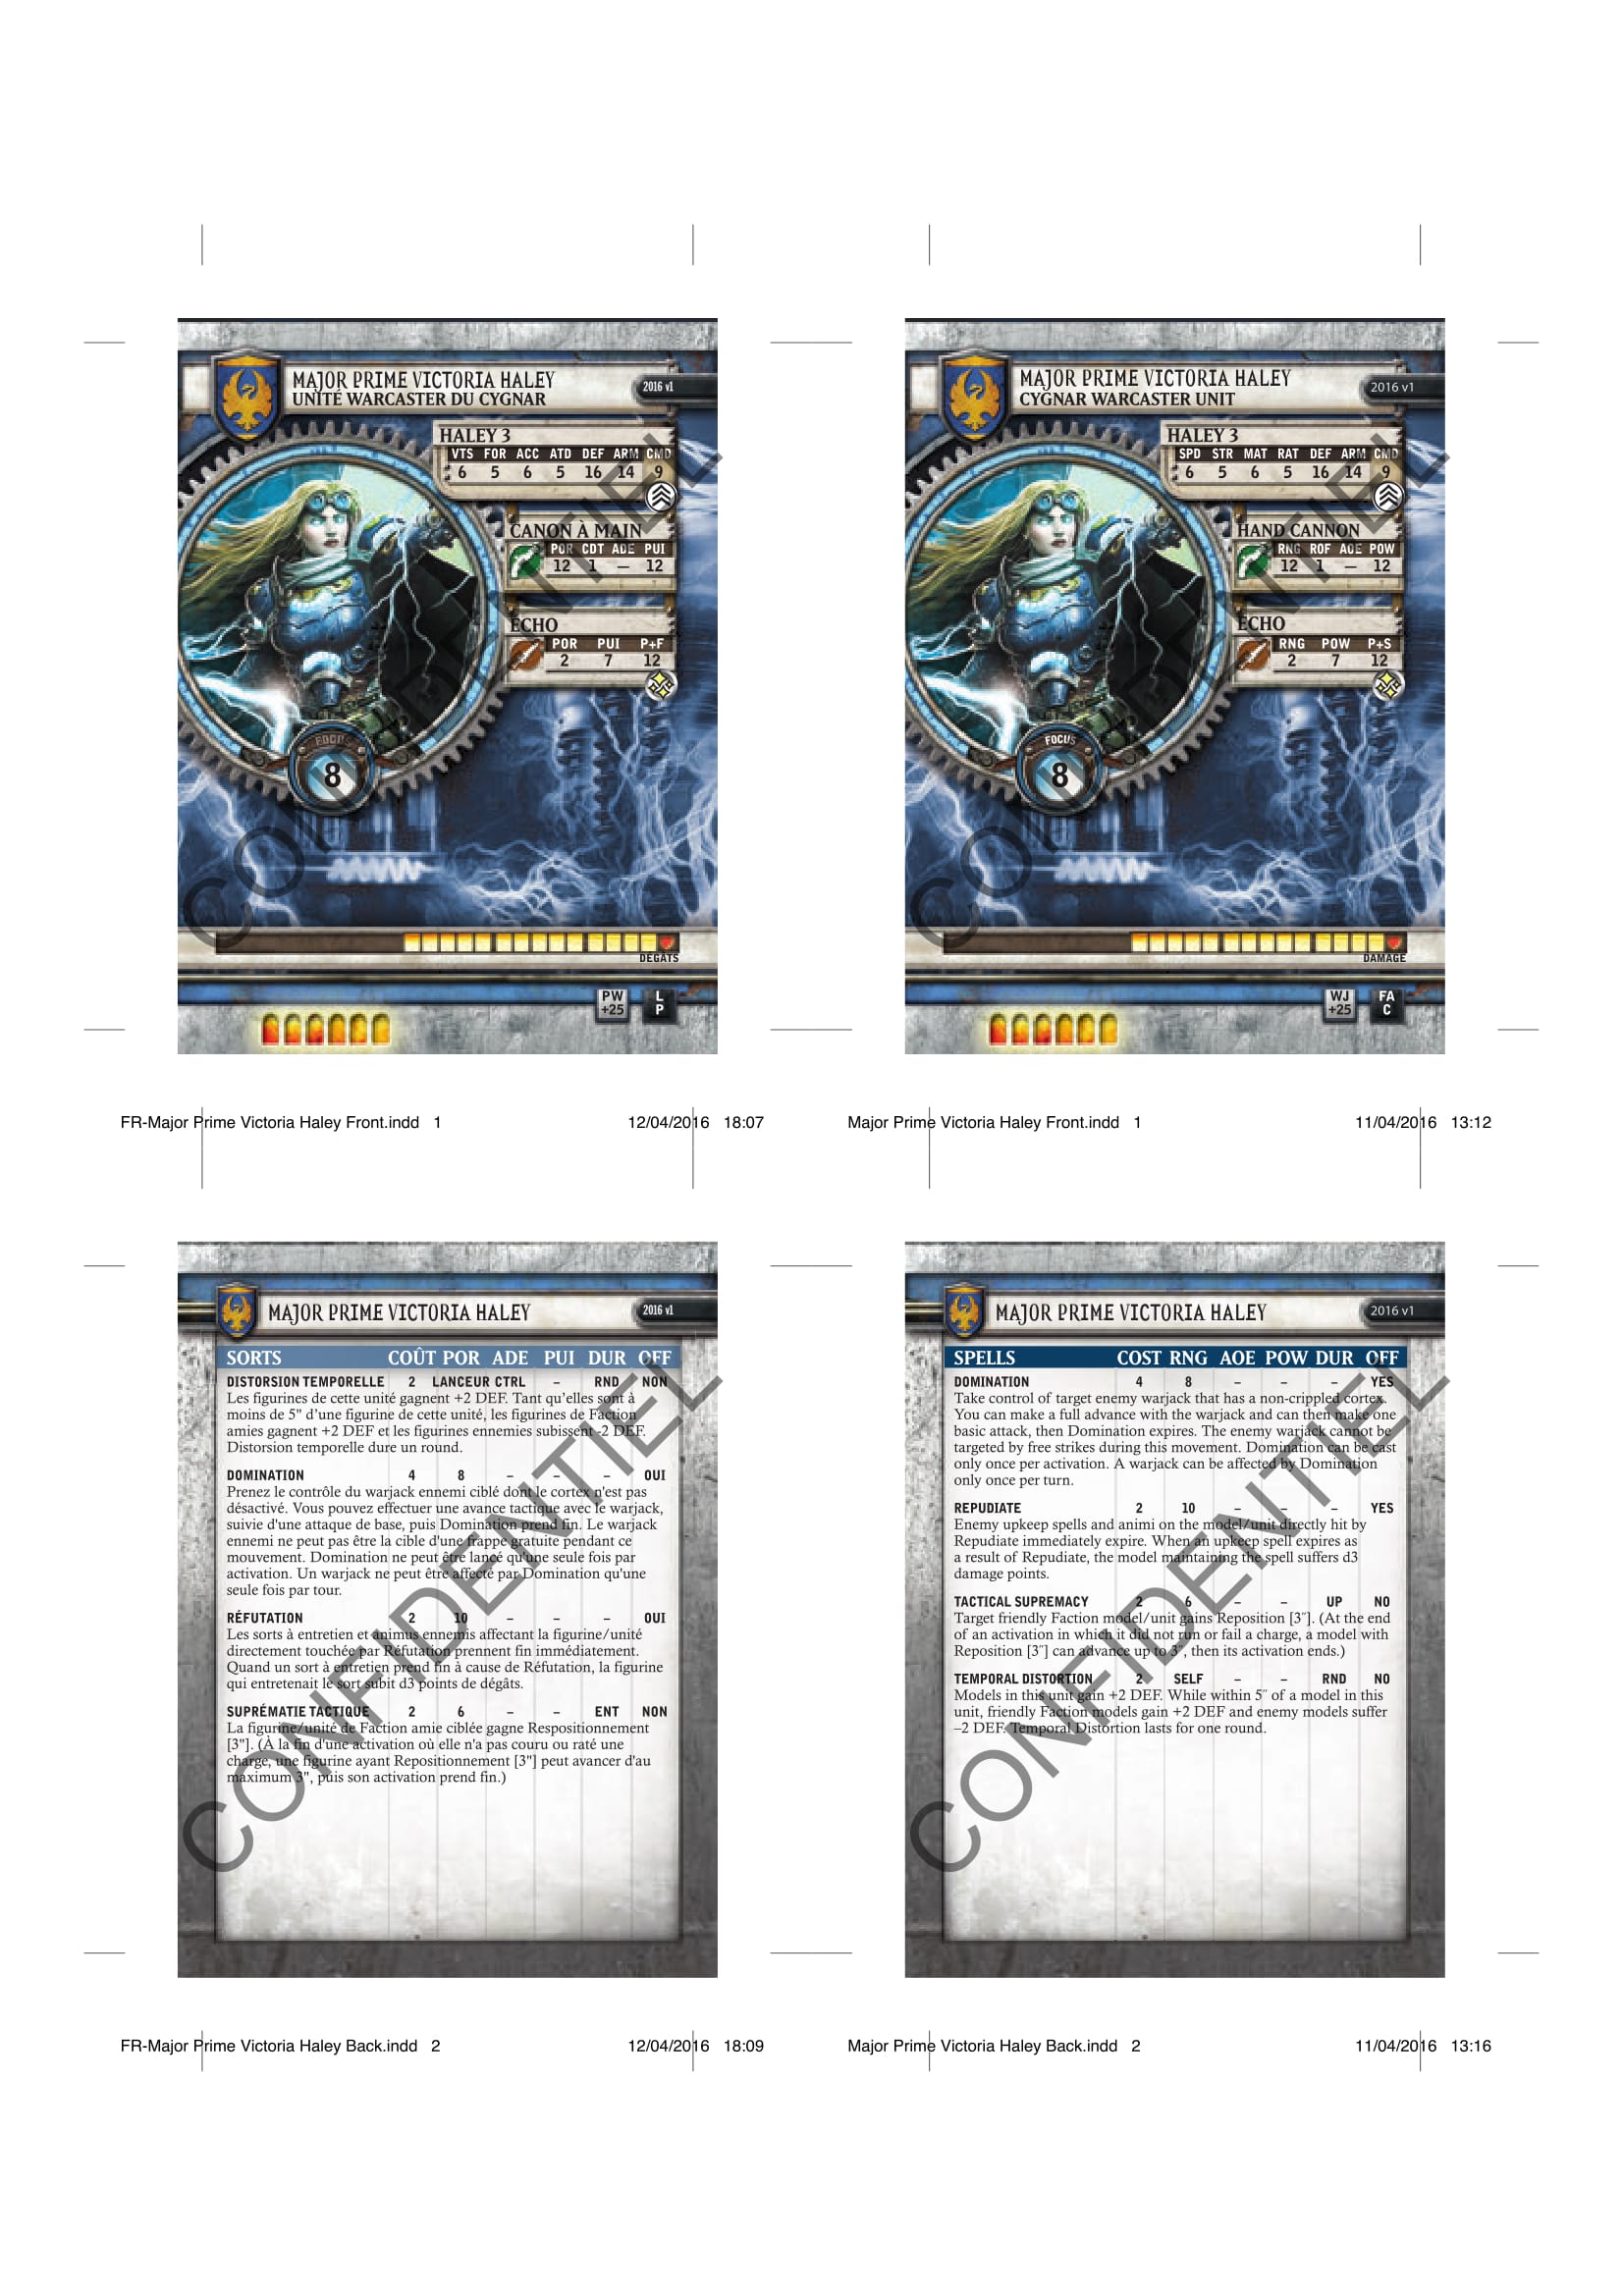 MAJOR PRIME VICTORIA HALEY
UNITÉ WARCASTER DU CYGNAR
2016 v1
HALEY 3
VTS FOR ACC ATD DEF ARM CMD
6 5 6 5 16 14 9
CANON À MAIN
POR CDT ADE PUI
12 1 — 12
ÉCHO
POR PUI P+F
2 7 12
FOCUS
8
DÉGÂTS
PW
+25
L
P
CONFIDENTIEL
FR-Major Prime Victoria Haley Front.indd 1
12/04/2016 18:07
MAJOR PRIME VICTORIA HALEY
CYGNAR WARCASTER UNIT
2016 v1
HALEY 3
SPD STR MAT RAT DEF ARM CMD
6 5 6 5 16 14 9
HAND CANNON
RNG ROF AOE POW
12 1 — 12
ECHO
RNG POW P+S
2 7 12
FOCUS
8
DAMAGE
WJ
+25
FA
C
CONFIDENTIEL
Major Prime Victoria Haley Front.indd 1
11/04/2016 13:12
MAJOR PRIME VICTORIA HALEY
2016 v1
SORTS COÛT POR ADE PUI DUR OFF
DISTORSION TEMPORELLE 2 LANCEUR CTRL – RND NON
Les figurines de cette unité gagnent +2 DEF. Tant qu'elles sont à
moins de 5" d'une figurine de cette unité, les figurines de Faction
amies gagnent +2 DEF et les figurines ennemies subissent -2 DEF.
Distorsion temporelle dure un round.
DOMINATION 4 8 – – – OUI
Prenez le contrôle du warjack ennemi ciblé dont le cortex n'est pas
désactivé. Vous pouvez effectuer une avance tactique avec le warjack,
suivie d'une attaque de base, puis Domination prend fin. Le warjack
ennemi ne peut pas être la cible d'une frappe gratuite pendant ce
mouvement. Domination ne peut être lancé qu'une seule fois par
activation. Un warjack ne peut être affecté par Domination qu'une
seule fois par tour.
RÉFUTATION 2 10 – – – OUI
Les sorts à entretien et animus ennemis affectant la figurine/unité
directement touchée par Réfutation prennent fin immédiatement.
Quand un sort à entretien prend fin à cause de Réfutation, la figurine
qui entretenait le sort subit d3 points de dégâts.
SUPRÉMATIE TACTIQUE 2 6 – – ENT NON
La figurine/unité de Faction amie ciblée gagne Respositionnement
[3"]. (À la fin d'une activation où elle n'a pas couru ou raté une
charge, une figurine ayant Repositionnement [3"] peut avancer d'au
maximum 3", puis son activation prend fin.)
CONFIDENTIEL
FR-Major Prime Victoria Haley Back.indd 2
12/04/2016 18:09
MAJOR PRIME VICTORIA HALEY
2016 v1
SPELLS COST RNG AOE POW DUR OFF
DOMINATION 4 8 – – – YES
Take control of target enemy warjack that has a non-crippled cortex.
You can make a full advance with the warjack and can then make one
basic attack, then Domination expires. The enemy warjack cannot be
targeted by free strikes during this movement. Domination can be cast
only once per activation. A warjack can be affected by Domination
only once per turn.
REPUDIATE 2 10 – – – YES
Enemy upkeep spells and animi on the model/unit directly hit by
Repudiate immediately expire. When an upkeep spell expires as
a result of Repudiate, the model maintaining the spell suffers d3
damage points.
TACTICAL SUPREMACY 2 6 – – UP NO
Target friendly Faction model/unit gains Reposition [3˝]. (At the end
of an activation in which it did not run or fail a charge, a model with
Reposition [3˝] can advance up to 3˝, then its activation ends.)
TEMPORAL DISTORTION 2 SELF – – RND NO
Models in this unit gain +2 DEF. While within 5˝ of a model in this
unit, friendly Faction models gain +2 DEF and enemy models suffer
–2 DEF. Temporal Distortion lasts for one round.
CONFIDENTIEL
Major Prime Victoria Haley Back.indd 2
11/04/2016 13:16